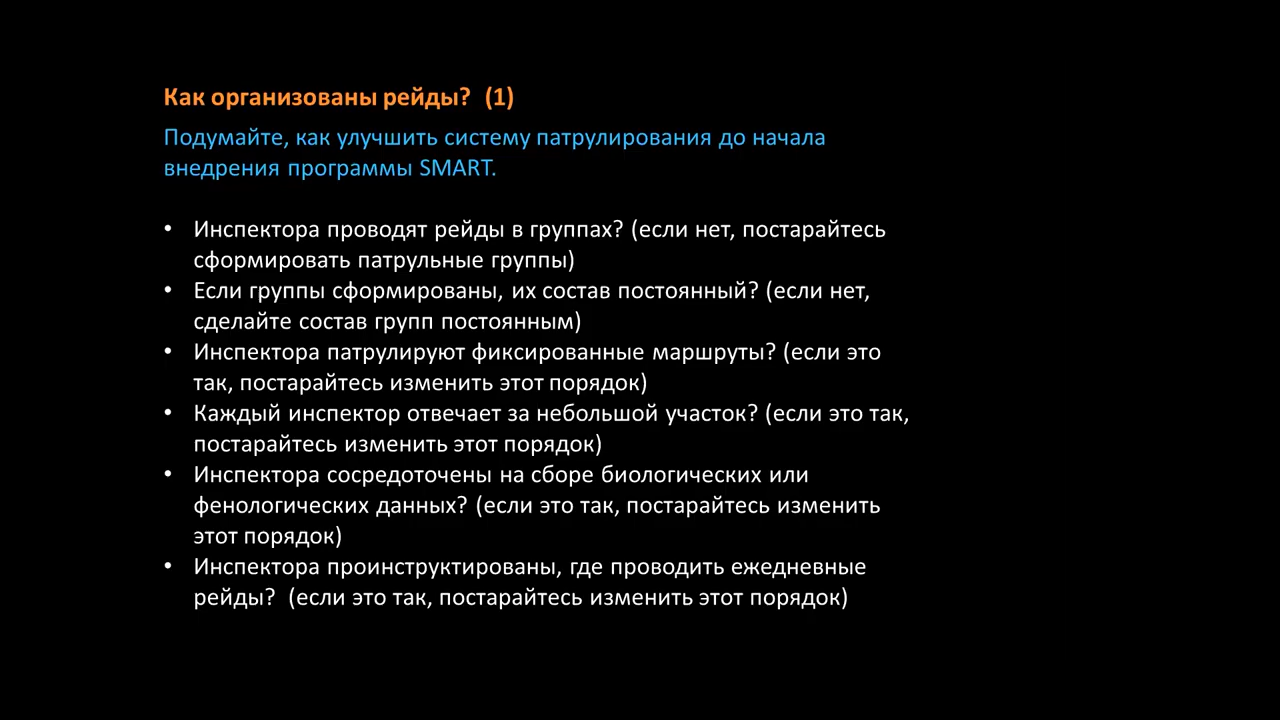 Как организованы рейды?  (1)
Подумайте, как улучшить систему патрулирования до начала
внедрения программы SMART.
• Инспектора проводят рейды в группах? (если нет, постарайтесь
сформировать патрульные группы)
• Если группы сформированы, их состав постоянный? (если нет,
сделайте состав групп постоянным)
• Инспектора патрулируют фиксированные маршруты? (если это
так, постарайтесь изменить этот порядок)
• Каждый инспектор отвечает за небольшой участок? (если это так,
постарайтесь изменить этот порядок)
• Инспектора сосредоточены на сборе биологических или
фенологических данных? (если это так, постарайтесь изменить
этот порядок)
• Инспектора проинструктированы, где проводить ежедневные
рейды?  (если это так, постарайтесь изменить этот порядок)